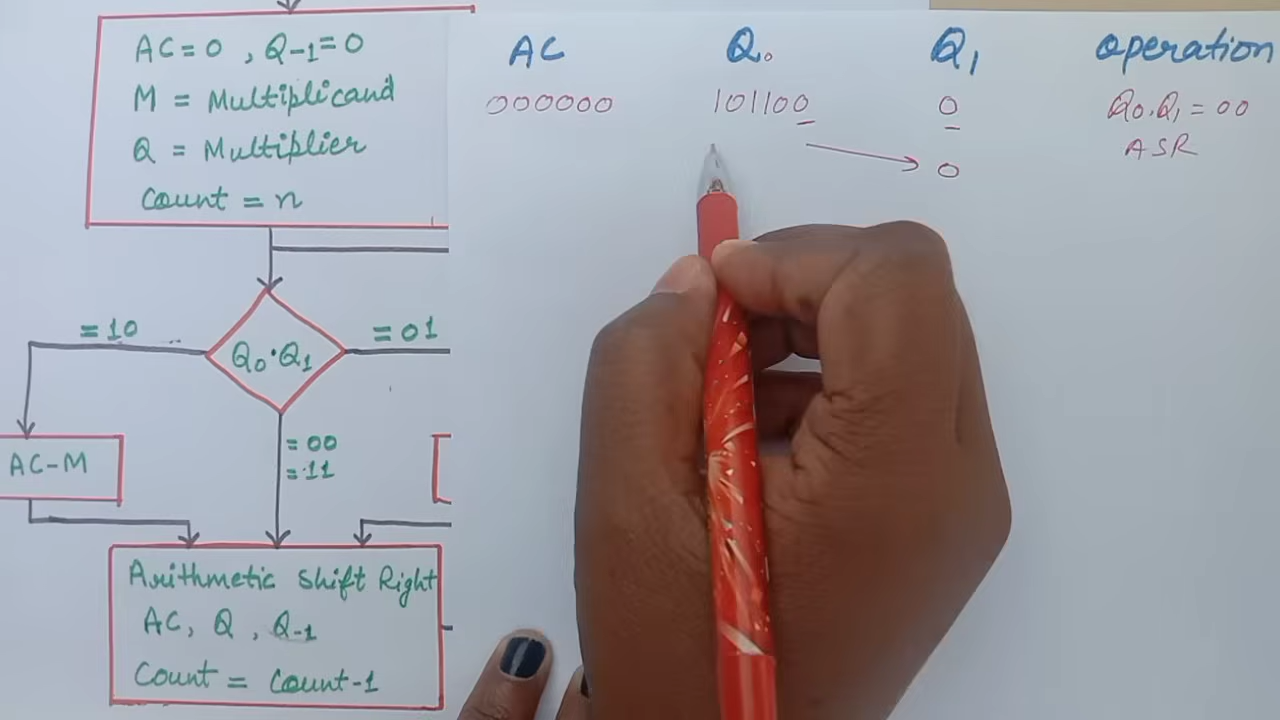 AC = 0 , Q-1 = 0
M = Multiplicand
Q = Multiplier
Count = n
= 10
Q0.Q1
= 01
= 00
= 11
AC-M
Arithmetic Shift Right
AC, Q, Q-1
Count = Count-1
AC Q0 Q1 operation
000000 101100 0 Q0.Q1 = 00
ASR
0